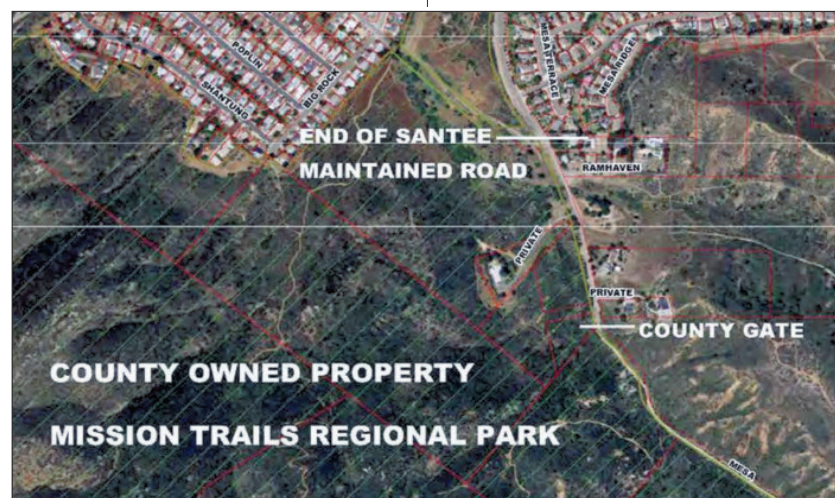 POPLIN
SHANTUNG
BIG ROCK
MESA TERRACE
MESA RIDGE
END OF SANTEE
MAINTAINED ROAD
RAMHAVEN
PRIVATE
PRIVATE
COUNTY GATE
COUNTY OWNED PROPERTY
MISSION TRAILS REGIONAL PARK
MESA